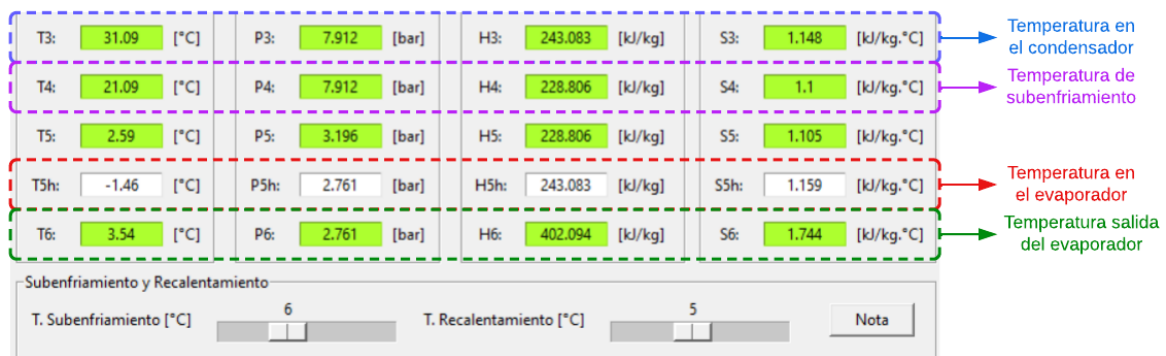 T3: 31.09 [°C] P3: 7.912 [bar] H3: 243.083 [kJ/kg] S3: 1.148 [kJ/kg.°C]
Temperatura en
el condensador
T4: 21.09 [°C] P4: 7.912 [bar] H4: 228.806 [kJ/kg] S4: 1.1 [kJ/kg.°C]
Temperatura de
subenfriamiento
T5: 2.59 [°C] P5: 3.196 [bar] H5: 228.806 [kJ/kg] S5: 1.105 [kJ/kg.°C]
T5h: -1.46 [°C] P5h: 2.761 [bar] H5h: 243.083 [kJ/kg] S5h: 1.159 [kJ/kg.°C]
Temperatura en
el evaporador
T6: 3.54 [°C] P6: 2.761 [bar] H6: 402.094 [kJ/kg] S6: 1.744 [kJ/kg.°C]
Temperatura salida
del evaporador
Subenfriamiento y Recalentamiento
T. Subenfriamiento [°C] 6 T. Recalentamiento [°C] 5 Nota